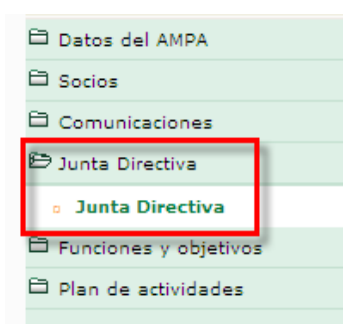 Datos del AMPA
Socios
Comunicaciones
Junta Directiva
Junta Directiva
Funciones y objetivos
Plan de actividades